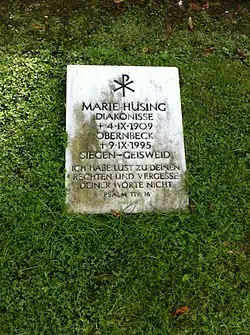 MARIE HÜSING
DIAKONISSE
+ 4·IX·1909
OBERNBECK
+ 9·IX·1995
SIEGEN-GEISWEID
ICH HABE LUST ZU DEINEN
RECHTEN UND VERGESSE
DEINER WORTE NICHT
PSALM 119, 16